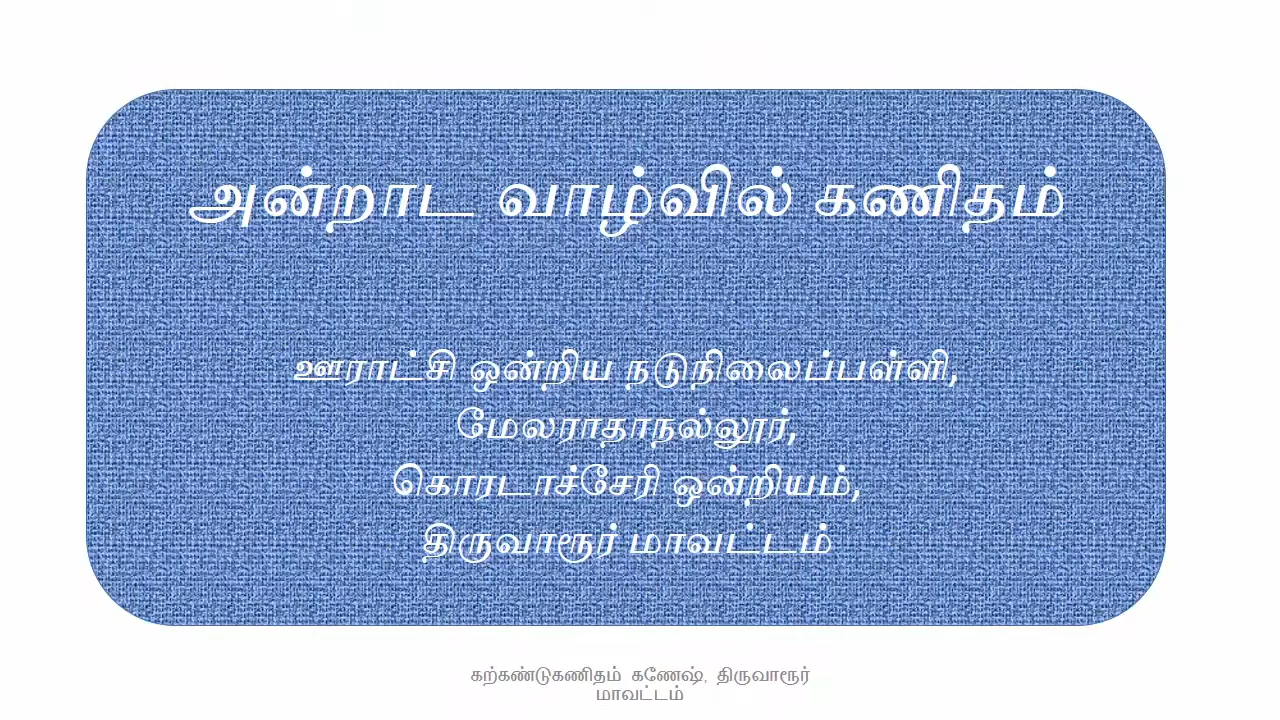 அன்றாட வாழ்வில் கணிதம்
ஊராட்சி ஒன்றிய நடுநிலைப்பள்ளி,
மேலராதாநல்லூர்,
கொரடாச்சேரி ஒன்றியம்,
திருவாரூர் மாவட்டம்
கற்கண்டுகணிதம் கணேஷ், திருவாரூர்
மாவட்டம்